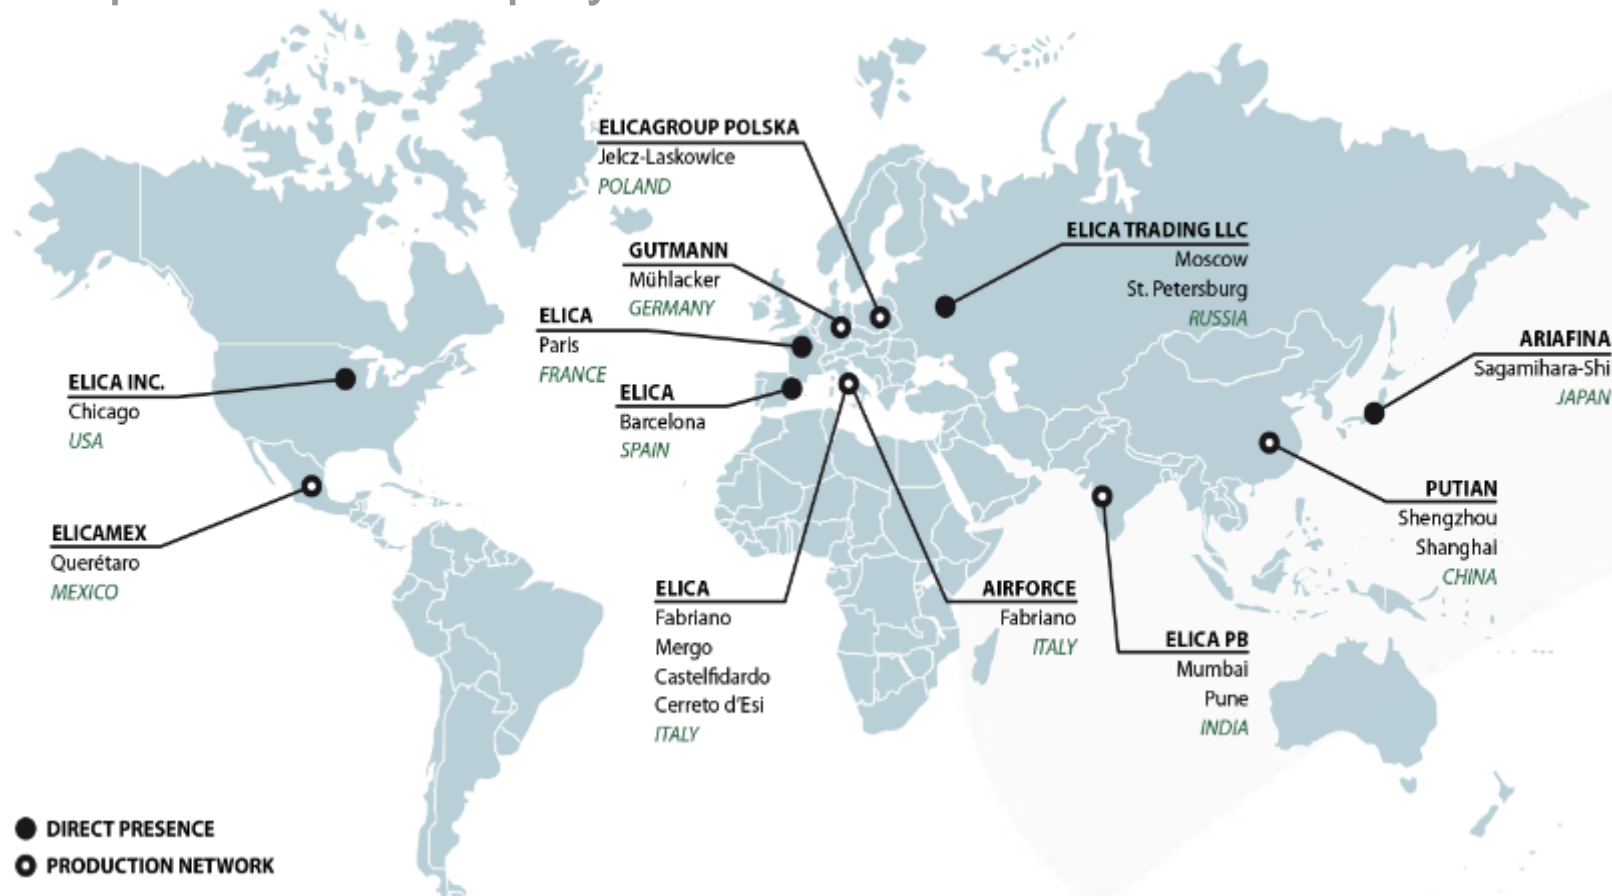 ELICAGROUP POLSKA
Jelcz-Laskowice
POLAND
GUTMANN
Mühlacker
GERMANY
ELICA
Paris
FRANCE
ELICA
Barcelona
SPAIN
ELICA TRADING LLC
Moscow
St. Petersburg
RUSSIA
ARIAFINA
Sagamihara-Shi
JAPAN
ELICA INC.
Chicago
USA
ELICAMEX
Querétaro
MEXICO
ELICA
Fabriano
Mergo
Castelfidardo
Cerreto d'Esi
ITALY
AIRFORCE
Fabriano
ITALY
ELICA PB
Mumbai
Pune
INDIA
PUTIAN
Shengzhou
Shanghai
CHINA
DIRECT PRESENCE
PRODUCTION NETWORK